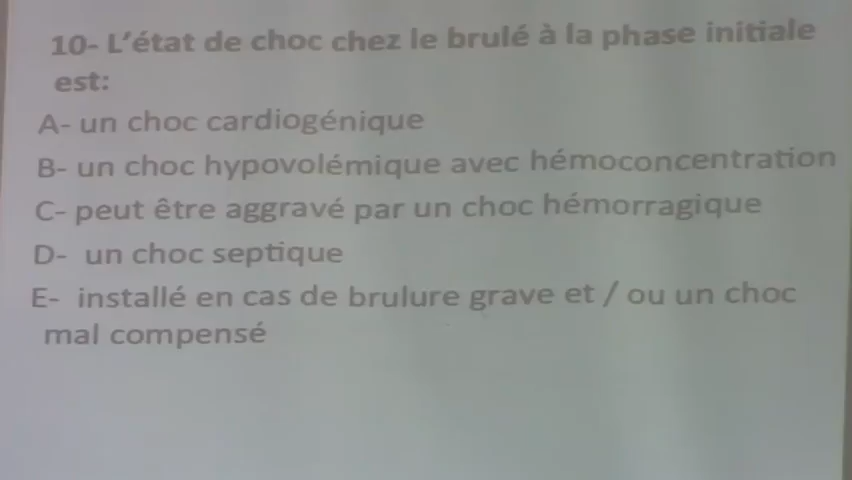 10- L’état de choc chez le brulé à la phase initiale
est:
A- un choc cardiogénique
B- un choc hypovolémique avec hémoconcentration
C- peut être aggravé par un choc hémorragique
D- un choc septique
E- installé en cas de brulure grave et / ou un choc
mal compensé